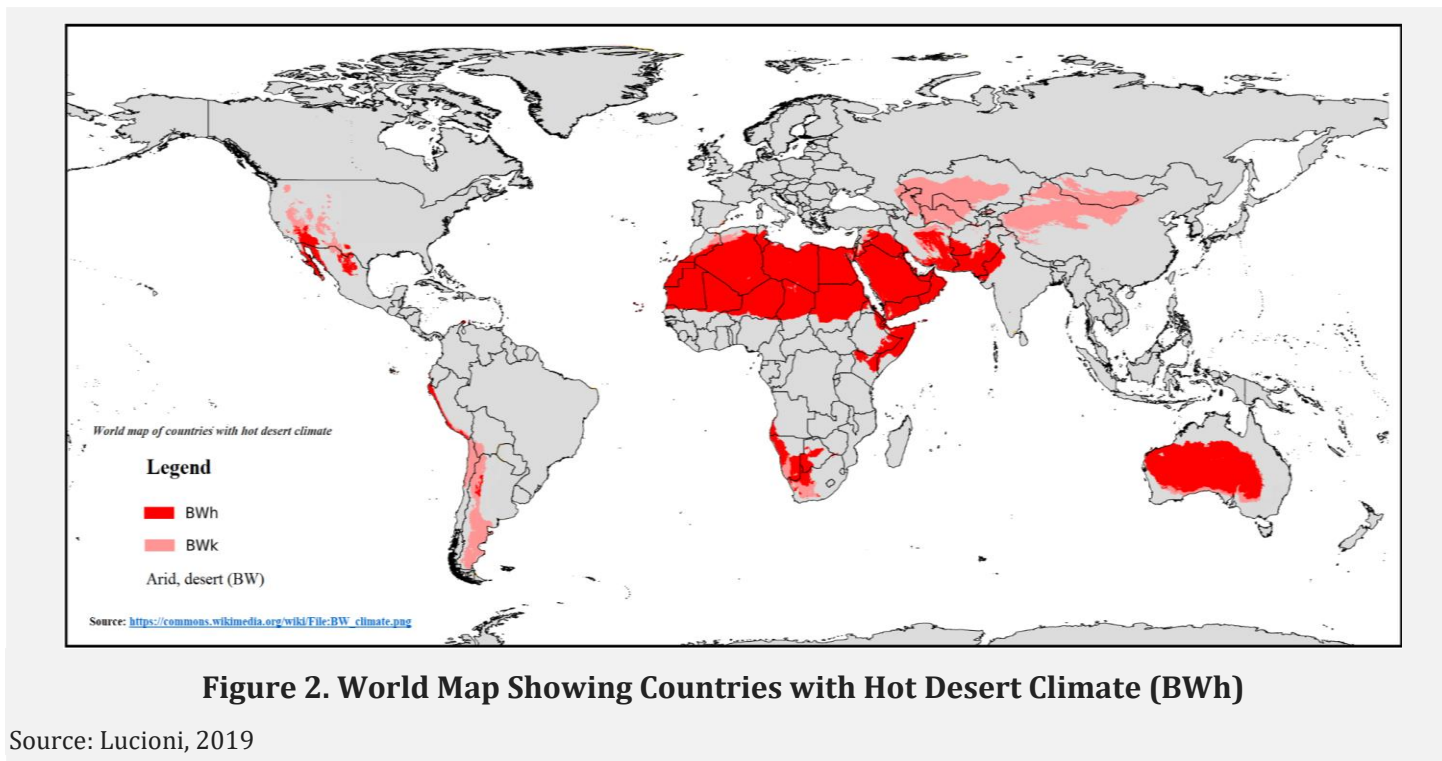 World map of countries with hot desert climate
Legend
BWh
BWk
Arid, desert (BW)
Source: https://commons.wikimedia.org/wiki/File:BW_climate.png
Figure 2. World Map Showing Countries with Hot Desert Climate (BWh)
Source: Lucioni, 2019